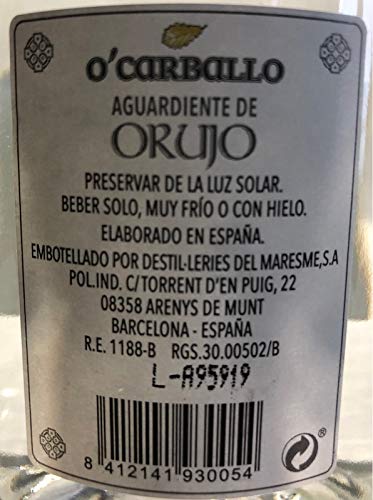 O'CARBALLO
AGUARDIENTE DE
ORUJO
PRESERVAR DE LA LUZ SOLAR.
BEBER SOLO, MUY FRÍO O CON HIELO.
ELABORADO EN ESPAÑA.
EMBOTELLADO POR DESTIL·LERIES DEL MARESME,S.A
POL.IND. C/TORRENT D'EN PUIG, 22
08358 ARENYS DE MUNT
BARCELONA - ESPAÑA
R.E. 1188-B RGS.30.00502/B
L-A95919
8 412141 930054
®